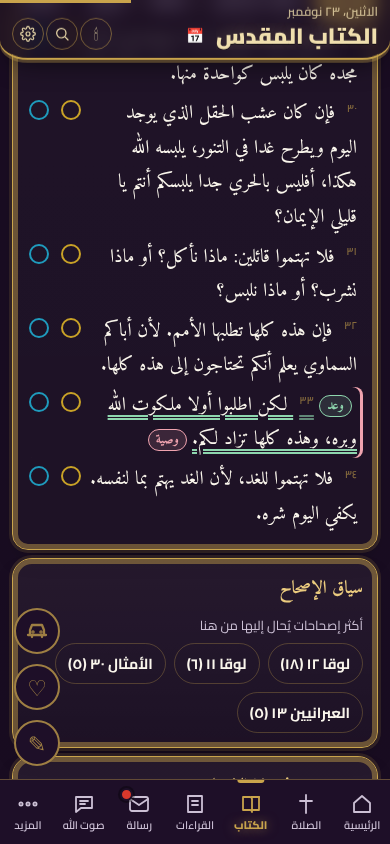 الاثنين، ٢٣ نوفمبر
الكتاب المقدس
مجده كان يلبس كواحدة منها.
٣٠ فإن كان عشب الحقل الذي يوجد
اليوم ويطرح غدا في التنور، يلبسه الله
هكذا، أفليس بالحري جدا يلبسكم أنتم يا
قليلي الإيمان؟
٣١ فلا تهتموا قائلين: ماذا نأكل؟ أو ماذا
نشرب؟ أو ماذا نلبس؟
٣٢ فإن هذه كلها تطلبها الأمم. لأن أباكم
السماوي يعلم أنكم تحتاجون إلى هذه كلها.
وعد ٣٣ لكن اطلبوا أولا ملكوت الله
وبره، وهذه كلها تزاد لكم. وصية
٣٤ فلا تهتموا للغد، لأن الغد يهتم بما لنفسه.
يكفي اليوم شره.
سياق الإصحاح
أكثر إصحاحات يُحال إليها من هنا
لوقا ١٢ (١٨) لوقا ١١ (٦) الأمثال ٣٠ (٥)
العبرانيين ١٣ (٥)
الرئيسية الصلاة الكتاب القراءات رسالة صوت الله المزيد